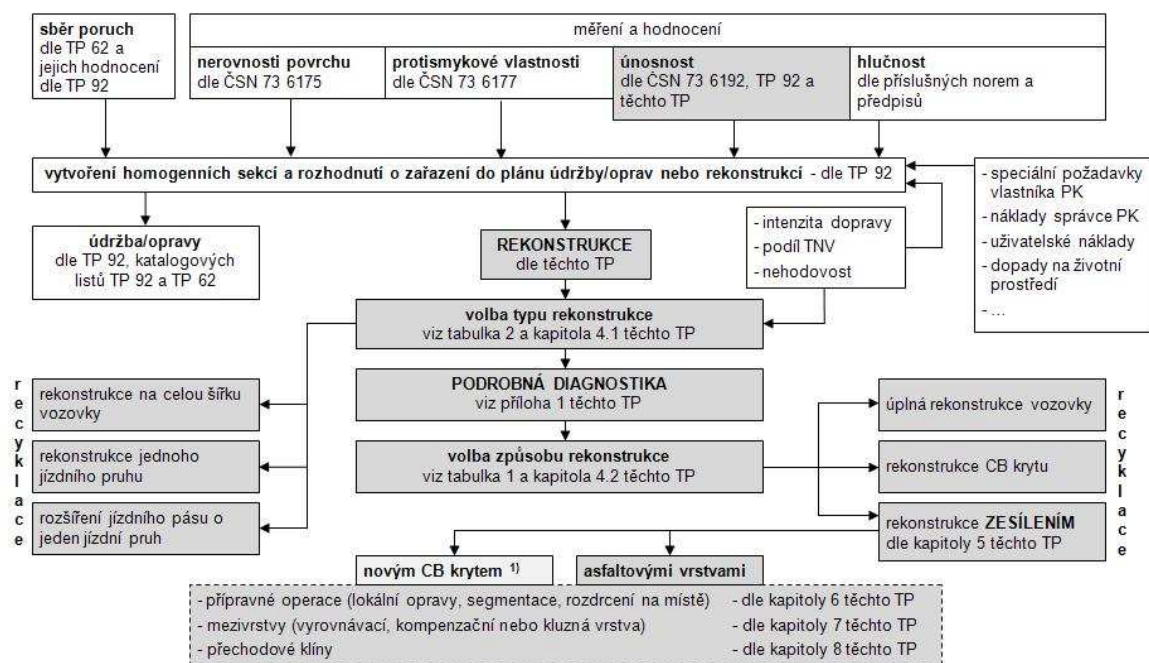 sběr poruch
dle TP 62 a
jejich hodnocení
dle TP 92
měření a hodnocení
nerovnosti povrchu
dle ČSN 73 6175
protismykové vlastnosti
dle ČSN 73 6177
únosnost
dle ČSN 73 6192, TP 92 a
těchto TP
hlučnost
dle příslušných norem a
předpisů
vytvoření homogenních sekcí a rozhodnutí o zařazení do plánu údržby/oprav nebo rekonstrukcí - dle TP 92
údržba/opravy
dle TP 92, katalogových
listů TP 92 a TP 62
REKONSTRUKCE
dle těchto TP
- intenzita dopravy
- podíl TNV
- nehodovost
- speciální požadavky
vlastníka PK
- náklady správce PK
- uživatelské náklady
- dopady na životní
prostředí
- ...
volba typu rekonstrukce
viz tabulka 2 a kapitola 4.1 těchto TP
PODROBNÁ DIAGNOSTIKA
viz příloha 1 těchto TP
volba způsobu rekonstrukce
viz tabulka 1 a kapitola 4.2 těchto TP
recyklace
rekonstrukce na celou šířku
vozovky
rekonstrukce jednoho
jízdního pruhu
rozšíření jízdního pásu o
jeden jízdní pruh
úplná rekonstrukce vozovky
rekonstrukce CB krytu
rekonstrukce ZESÍLENÍM
dle kapitoly 5 těchto TP
recyklace
novým CB krytem 1)
asfaltovými vrstvami
- přípravné operace (lokální opravy, segmentace, rozdrcení na místě) - dle kapitoly 6 těchto TP
- mezivrstvy (vyrovnávací, kompenzační nebo kluzná vrstva) - dle kapitoly 7 těchto TP
- přechodové klíny - dle kapitoly 8 těchto TP